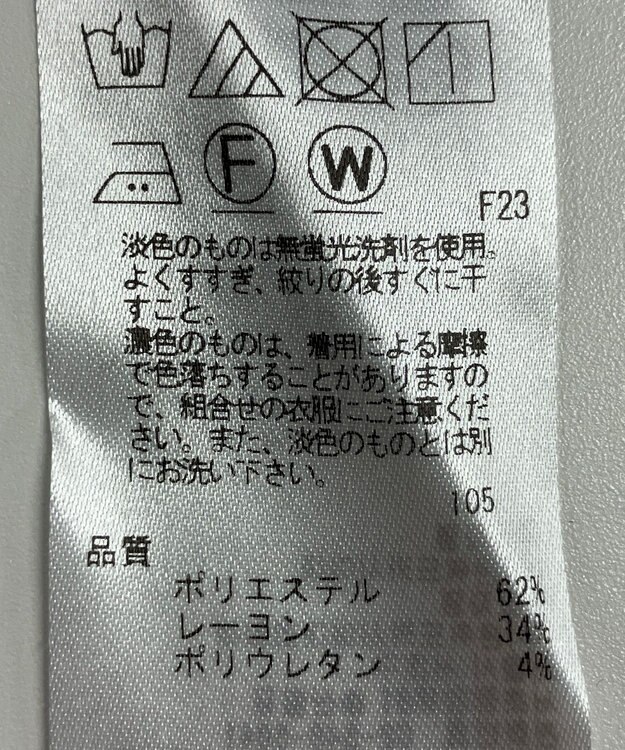 F W
F23
淡色のものは無蛍光洗剤を使用、
よくすすぎ、絞りの後すぐに干
すこと。
濃色のものは、着用による摩擦
で色落ちすることがありますの
で、組合せの衣服にご注意くだ
さい。また、淡色のものとは別
にお洗い下さい。
105
品質
ポリエステル 62%
レーヨン 34%
ポリウレタン 4%